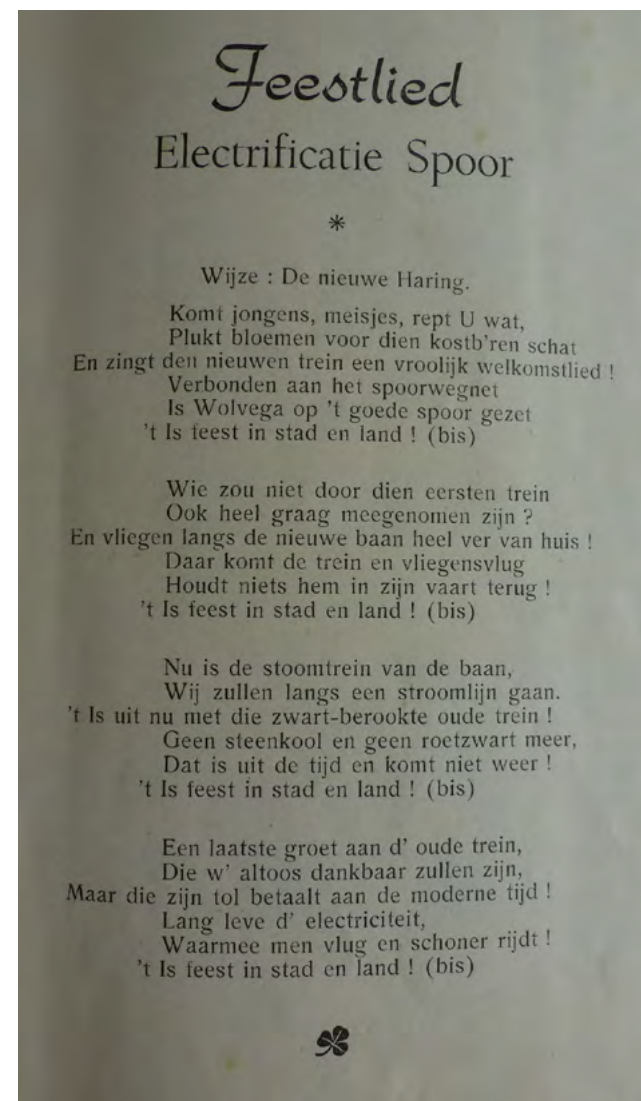 Feestlied
Electrificatie Spoor
*
Wijze : De nieuwe Haring.
Komt jongens, meisjes, rept U wat,
Plukt bloemen voor dien kostb'ren schat
En zingt den nieuwen trein een vroolijk welkomstlied !
Verbonden aan het spoorwegnet
Is Wolvega op 't goede spoor gezet
't Is feest in stad en land ! (bis)
Wie zou niet door dien eersten trein
Ook heel graag meegenomen zijn ?
En vliegen langs de nieuwe baan heel ver van huis !
Daar komt de trein en vliegensvlug
Houdt niets hem in zijn vaart terug !
't Is feest in stad en land ! (bis)
Nu is de stoomtrein van de baan,
Wij zullen langs een stroomlijn gaan.
't Is uit nu met die zwart-berookte oude trein !
Geen steenkool en geen roetzwart meer,
Dat is uit de tijd en komt niet weer !
't Is feest in stad en land ! (bis)
Een laatste groet aan d' oude trein,
Die w' altoos dankbaar zullen zijn,
Maar die zijn tol betaalt aan de moderne tijd !
Lang leve d' electriciteit,
Waarmee men vlug en schoner rijdt !
't Is feest in stad en land ! (bis)